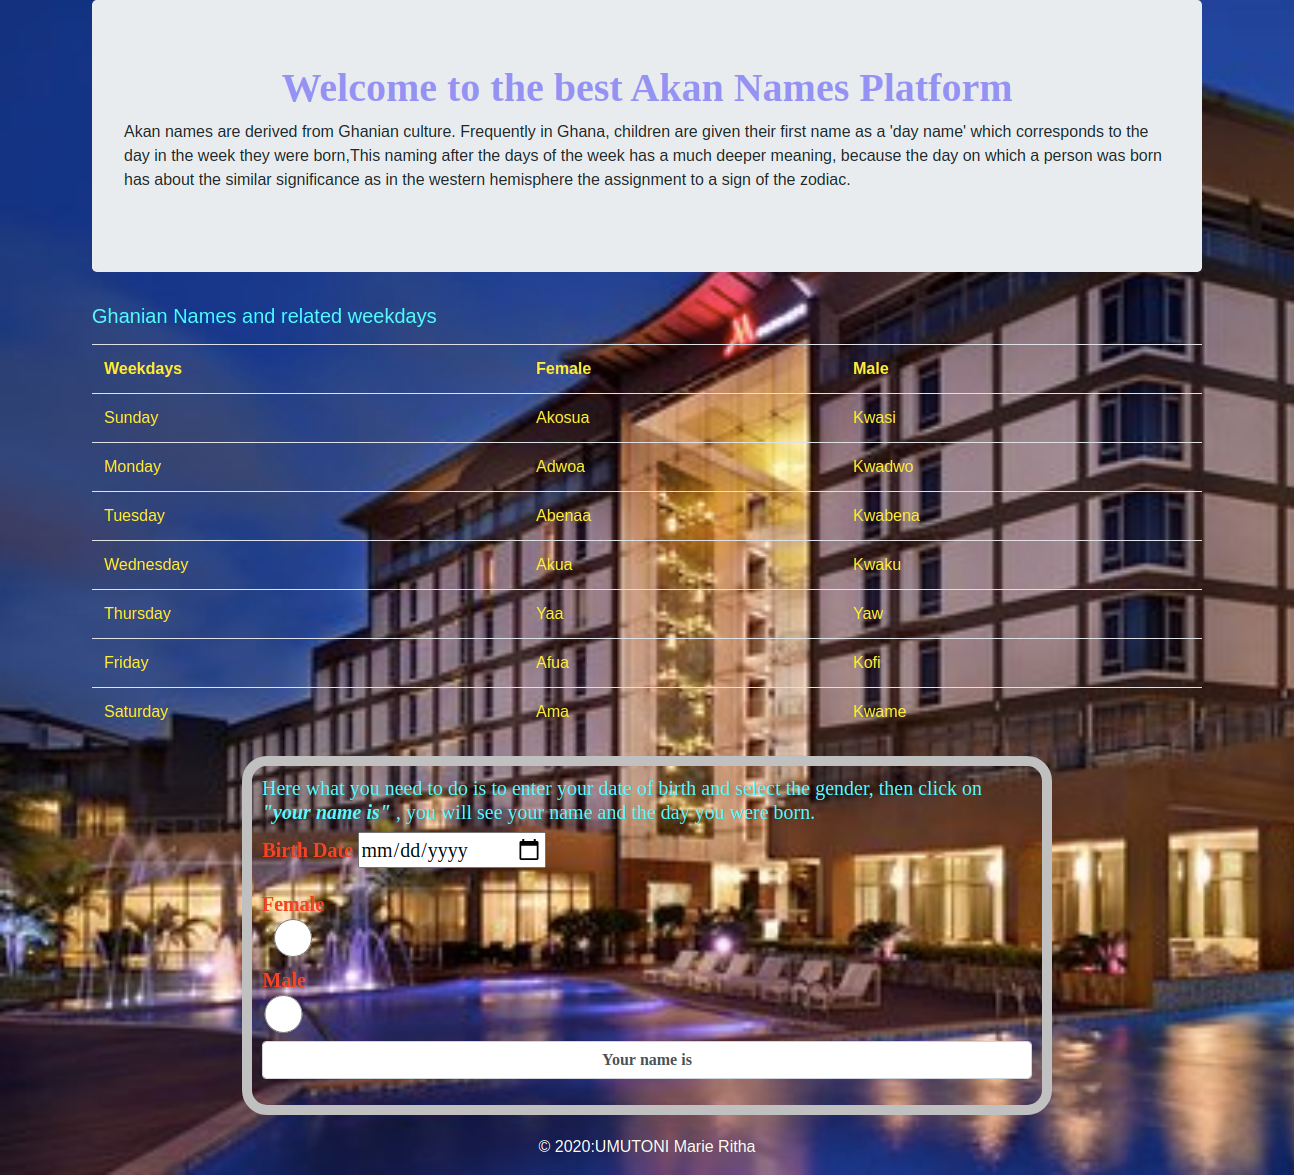 Welcome to the best Akan Names Platform
Akan names are derived from Ghanian culture. Frequently in Ghana, children are given their first name as a 'day name' which corresponds to the
day in the week they were born,This naming after the days of the week has a much deeper meaning, because the day on which a person was born
has about the similar significance as in the western hemisphere the assignment to a sign of the zodiac.
Ghanian Names and related weekdays
Weekdays Female Male
Sunday Akosua Kwasi
Monday Adwoa Kwadwo
Tuesday Abenaa Kwabena
Wednesday Akua Kwaku
Thursday Yaa Yaw
Friday Afua Kofi
Saturday Ama Kwame
Here what you need to do is to enter your date of birth and select the gender, then click on
"your name is" , you will see your name and the day you were born.
Birth Date mm/dd/yyyy
Female
Male
Your name is
© 2020:UMUTONI Marie Ritha